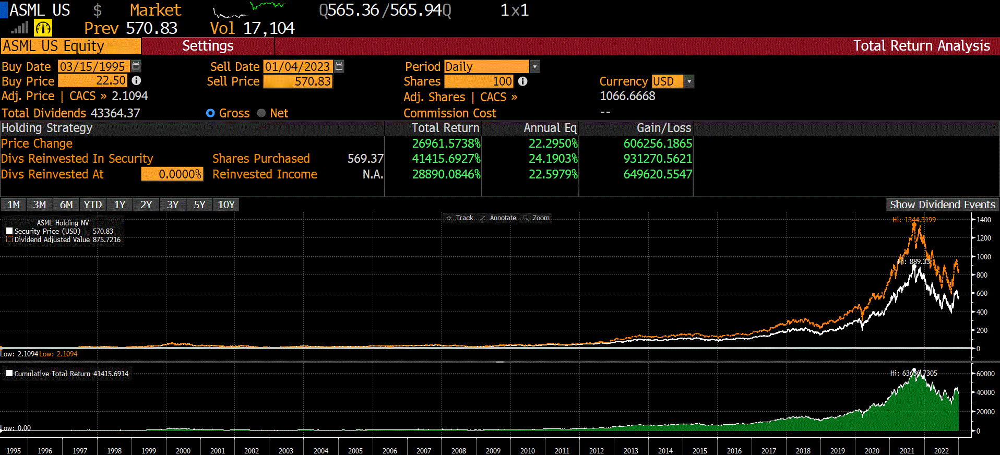 ASML US $ Market Q565.36/565.94Q 1x1
Prev 570.83 Vol 17,104
ASML US Equity Settings Total Return Analysis
Buy Date 03/15/1995 Sell Date 01/04/2023 Period Daily
Buy Price 22.50 Sell Price 570.83 Shares 100 Currency USD
Adj. Price | CACS » 2.1094 Adj. Shares | CACS » 1066.6668
Total Dividends 43364.37 Gross Net Commission Cost --
Holding Strategy Total Return Annual Eq Gain/Loss
Price Change 26961.5738% 22.2950% 606256.1865
Divs Reinvested In Security Shares Purchased 569.37 41415.6927% 24.1903% 931270.5621
Divs Reinvested At 0.0000% Reinvested Income N.A. 28890.0846% 22.5979% 649620.5547
1M 3M 6M YTD 1Y 2Y 3Y 5Y 10Y Show Dividend Events
Track Annotate Zoom
ASML Holding NV
Security Price (USD) 570.83
Dividend Adjusted Value 875.7216
Hi: 1344.3199
Hi: 889.33
1400
1200
1000
800
600
400
200
0
Low: 2.1094 Low: 2.1094
Cumulative Total Return 41415.6914
Hi: 63630.7305
60000
40000
20000
0
Low: 0.00
1995 1996 1997 1998 1999 2000 2001 2002 2003 2004 2005 2006 2007 2008 2009 2010 2011 2012 2013 2014 2015 2016 2017 2018 2019 2020 2021 2022